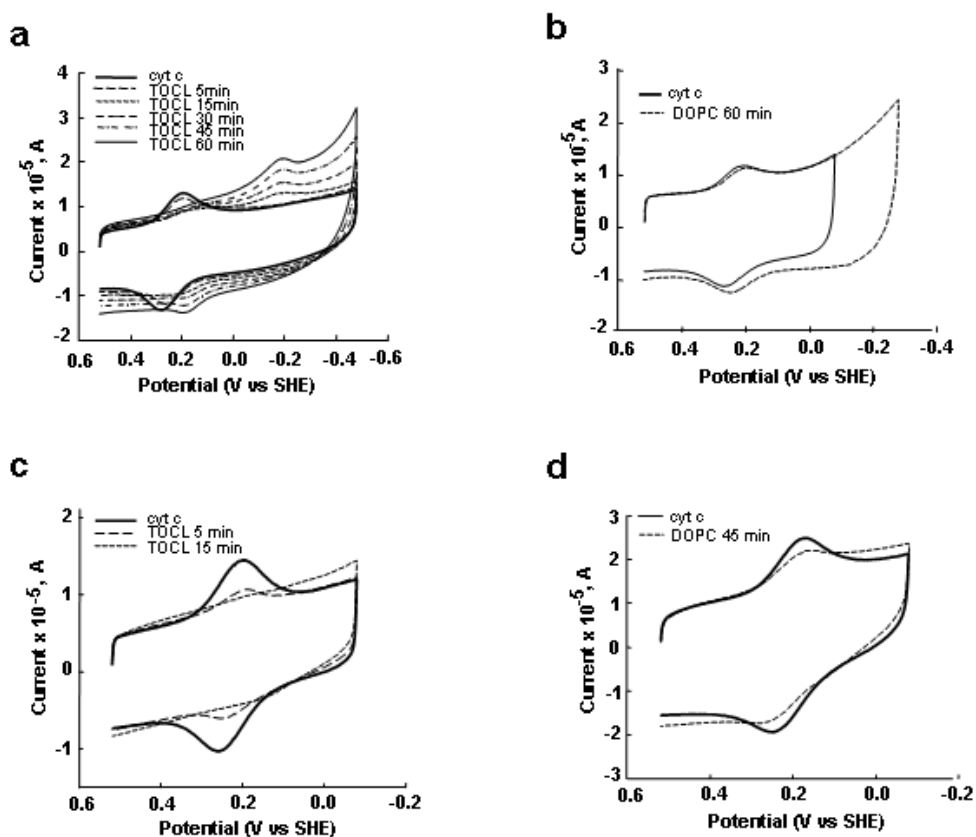 a
cyt c
TOCL 5min
TOCL 15min
TOCL 30 min
TOCL 45 min
TOCL 60 min
4
3
2
1
0
-1
-2
Current x 10⁻⁵, A
0.6 0.4 0.2 0.0 -0.2 -0.4 -0.6
Potential (V vs SHE)
b
cyt c
DOPC 60 min
3
2
1
0
-1
-2
Current x 10⁻⁵, A
0.6 0.4 0.2 0.0 -0.2 -0.4
Potential (V vs SHE)
c
cyt c
TOCL 5 min
TOCL 15 min
2
1
0
-1
Current x 10⁻⁵, A
0.6 0.4 0.2 0.0 -0.2
Potential (V vs SHE)
d
cyt c
DOPC 45 min
3
2
1
0
-1
-2
-3
Current x 10⁻⁵, A
0.6 0.4 0.2 0.0 -0.2
Potential (V vs SHE)